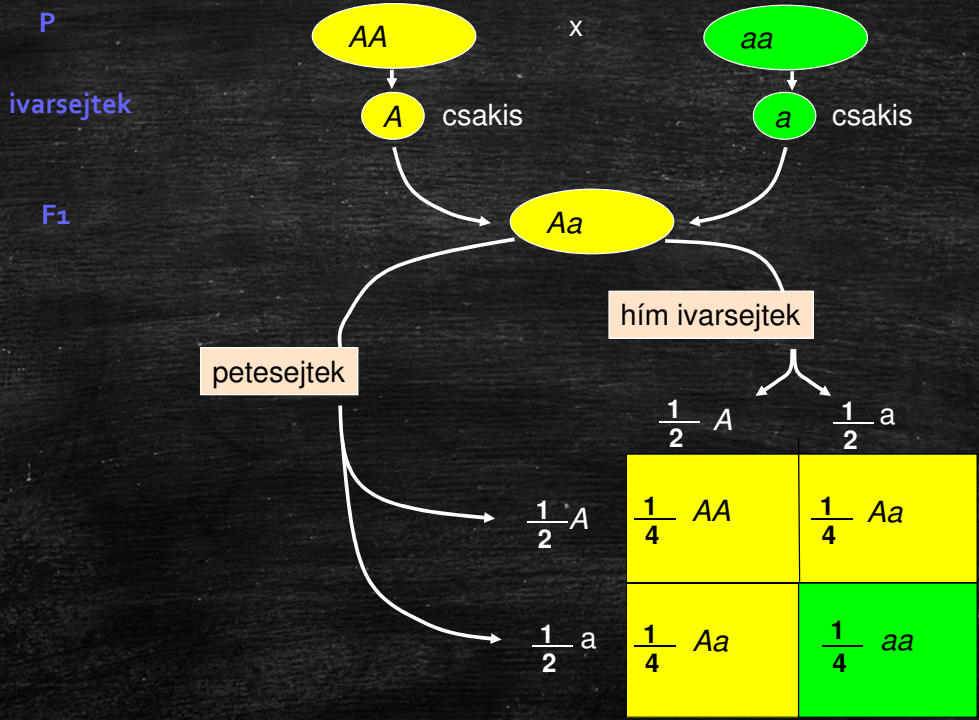 P
AA
x
aa
ivarsejtek
A
csakis
a
csakis
F1
Aa
hím ivarsejtek
petesejtek
1/2 A
1/2 a
1/2 A
1/4 AA
1/4 Aa
1/2 a
1/4 Aa
1/4 aa